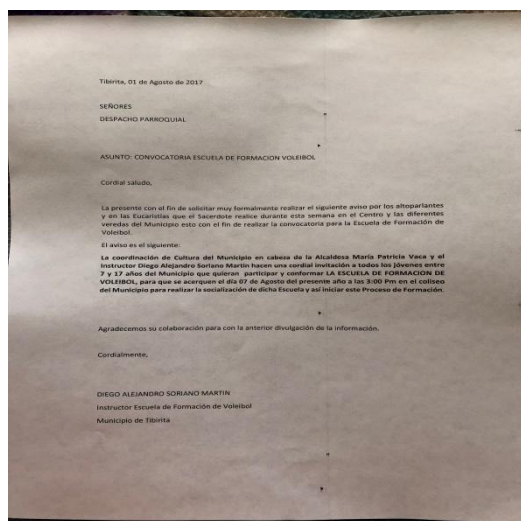 Tibirita, 01 de Agosto de 2017
SEÑORES
DESPACHO PARROQUIAL
ASUNTO: CONVOCATORIA ESCUELA DE FORMACION VOLEIBOL
Cordial saludo,
La presente con el fin de solicitar muy formalmente realizar el siguiente aviso por los altoparlantes
y en las Eucaristías que el Sacerdote realice durante esta semana en el Centro y las diferentes
veredas del Municipio esto con el fin de realizar la convocatoria para la Escuela de Formación de
Voleibol.
El aviso es el siguiente:
La coordinación de Cultura del Municipio en cabeza de la Alcaldesa María Patricia Vaca y el
Instructor Diego Alejandro Soriano Martin hacen una cordial invitación a todos los jóvenes entre
7 y 17 años del Municipio que quieran participar y conformar LA ESCUELA DE FORMACION DE
VOLEIBOL, para que se acerquen el día 07 de Agosto del presente año a las 3:00 Pm en el coliseo
del Municipio para realizar la socialización de dicha Escuela y así iniciar este Proceso de Formación.
Agradecemos su colaboración para con la anterior divulgación de la información.
Cordialmente,
DIEGO ALEJANDRO SORIANO MARTIN
Instructor Escuela de Formación de Voleibol
Municipio de Tibirita